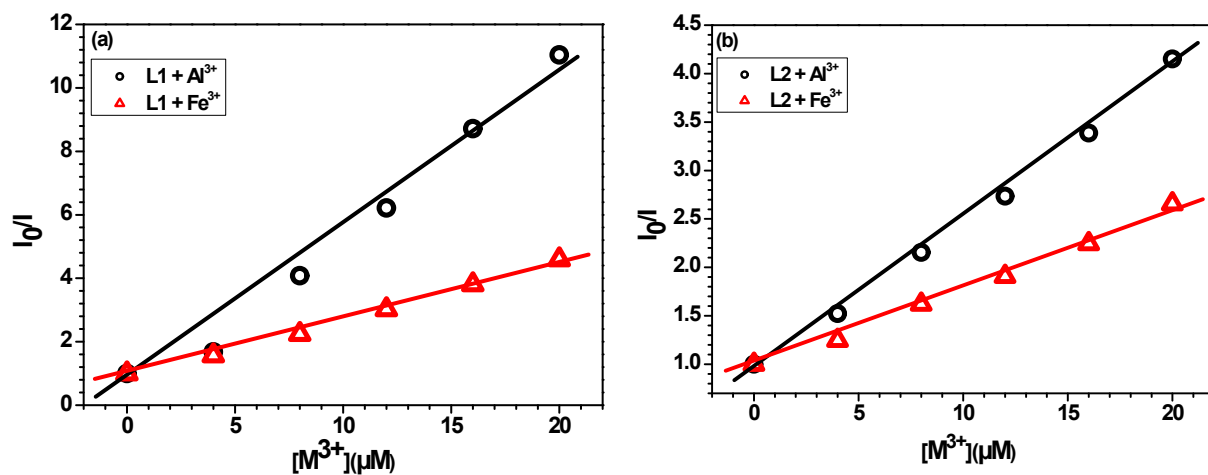 (a)
L1 + Al³⁺
L1 + Fe³⁺
12
10
8
6
4
2
0
I₀/I
0
5
10
15
20
[M³⁺](µM)
(b)
L2 + Al³⁺
L2 + Fe³⁺
4.5
4.0
3.5
3.0
2.5
2.0
1.5
1.0
I₀/I
0
5
10
15
20
[M³⁺](µM)